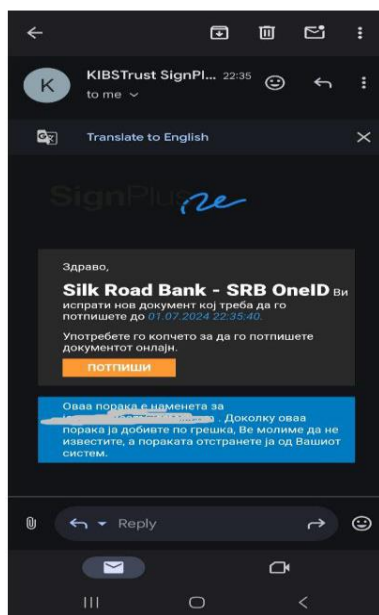 KIBSTrust SignPl... 22:35
K
to me
Translate to English
SignPlus
Здраво,
Silk Road Bank - SRB OneID Ви
испрати нов документ кој треба да го
потпишете до 01.07.2024 22:35:40.
Употребете го копчето за да го потпишете
документот онлајн.
ПОТПИШИ
Оваа порака е наменета за
. Доколку оваа
порака ја добивте по грешка, Ве молиме да не
известите, а пораката отстранете ја од Вашиот
систем.
Reply